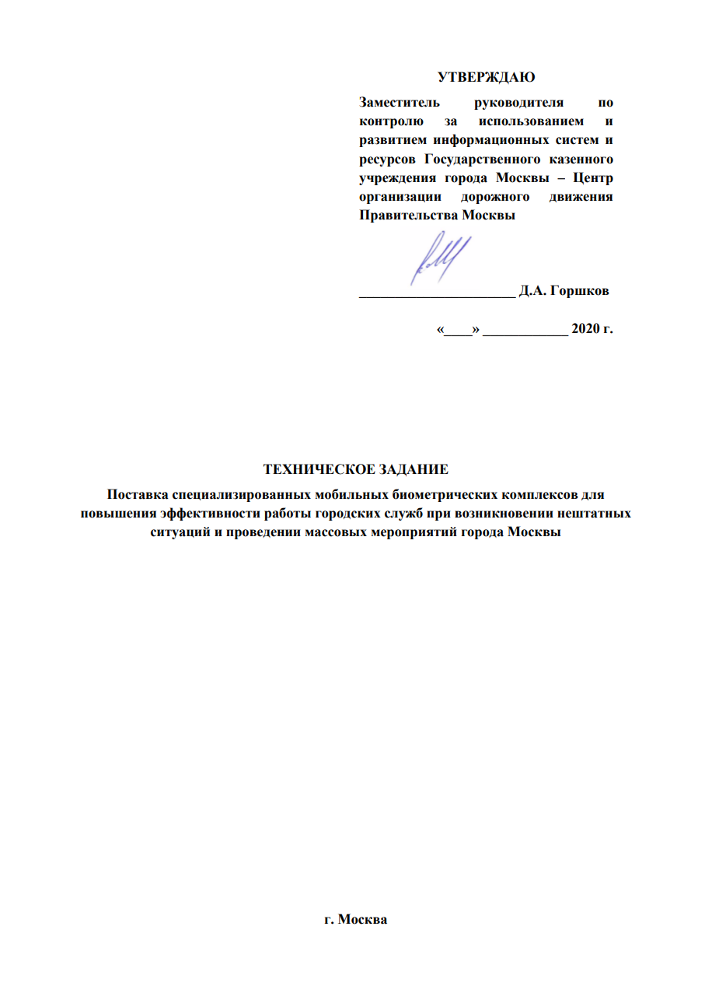 УТВЕРЖДАЮ
Заместитель руководителя по
контролю за использованием и
развитием информационных систем и
ресурсов Государственного казенного
учреждения города Москвы – Центр
организации дорожного движения
Правительства Москвы
______________________ Д.А. Горшков
«____» ____________ 2020 г.
ТЕХНИЧЕСКОЕ ЗАДАНИЕ
Поставка специализированных мобильных биометрических комплексов для
повышения эффективности работы городских служб при возникновении нештатных
ситуаций и проведении массовых мероприятий города Москвы
г. Москва